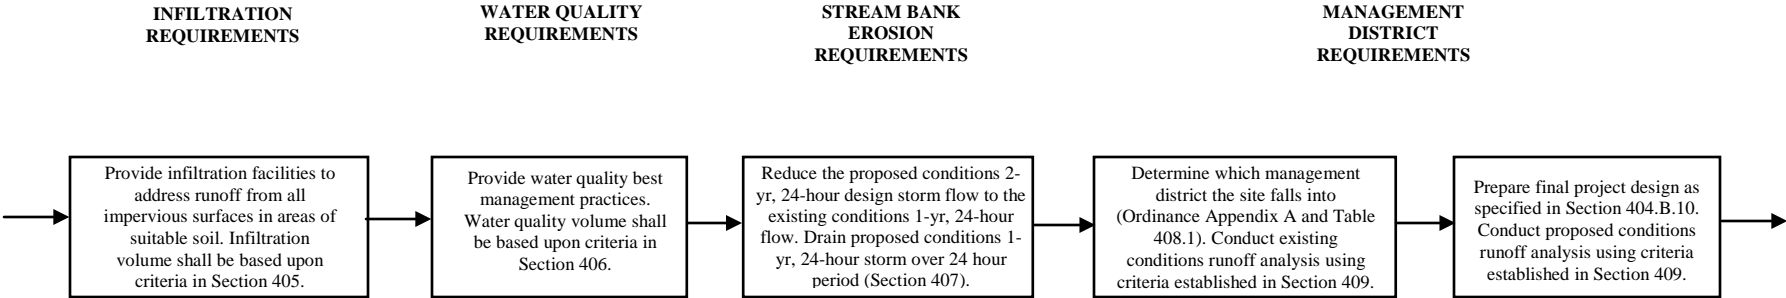 INFILTRATION
REQUIREMENTS
WATER QUALITY
REQUIREMENTS
STREAM BANK
EROSION
REQUIREMENTS
MANAGEMENT
DISTRICT
REQUIREMENTS
Provide infiltration facilities to
address runoff from all
impervious surfaces in areas of
suitable soil. Infiltration
volume shall be based upon
criteria in Section 405.
Provide water quality best
management practices.
Water quality volume shall
be based upon criteria in
Section 406.
Reduce the proposed conditions 2-
yr, 24-hour design storm flow to the
existing conditions 1-yr, 24-hour
flow. Drain proposed conditions 1-
yr, 24-hour storm over 24 hour
period (Section 407).
Determine which management
district the site falls into
(Ordinance Appendix A and Table
408.1). Conduct existing
conditions runoff analysis using
criteria established in Section 409.
Prepare final project design as
specified in Section 404.B.10.
Conduct proposed conditions
runoff analysis using criteria
established in Section 409.